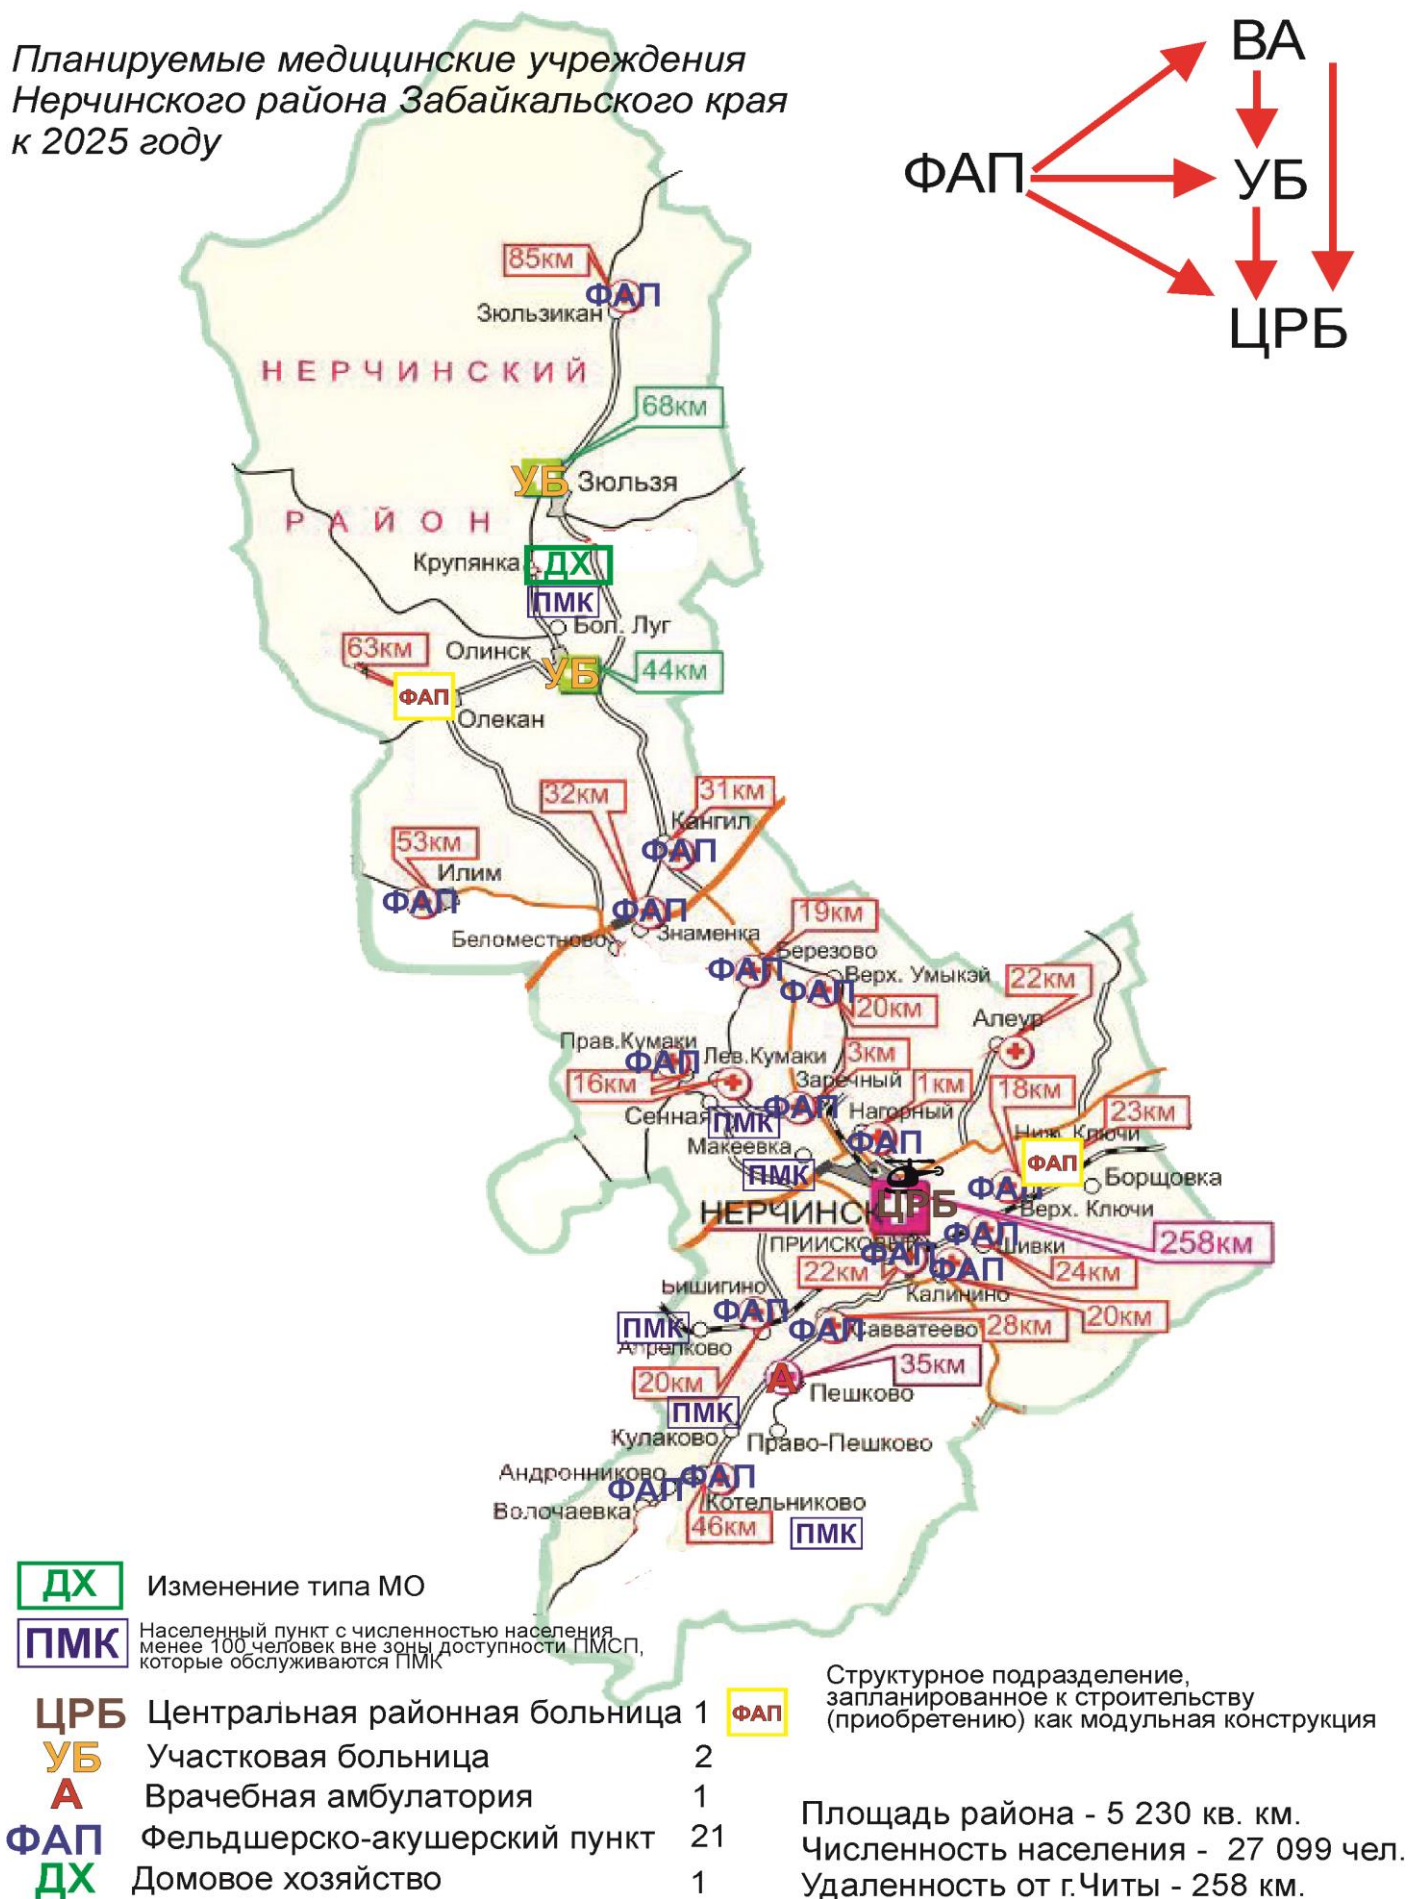 Планируемые медицинские учреждения
Нерчинского района Забайкальского края
к 2025 году
ВА
ФАП
УБ
ЦРБ
85км
ФАП
Зюльзикан
НЕРЧИНСКИЙ
68км
УБ
Зюльзя
РАЙОН
Крупянка
ДХ
ПМК
Бол. Луг
63км
Олинск
УБ
44км
ФАП
Олекан
32км
31км
Кангил
ФАП
53км
Илим
ФАП
ФАП
Беломестново
Знаменка
19км
Березово
ФАП
Верх. Умыкэй
ФАП
20км
22км
Алеур
Прав.Кумаки
ФАП
Лев.Кумаки
16км
3км
Заречный
ФАП
1км
Нагорный
ФАП
18км
23км
Ниж. Ключи
ФАП
Сенная
ПМК
Макеевка
ПМК
Борщовка
ФАП
Верх. Ключи
НЕРЧИНСК
ЦРБ
258км
ПРИИСКОВЫЙ
ФАП
ФАП
Шивки
22км
ФАП
24км
Калинино
20км
Бишигино
ФАП
ПМК
Апрелково
ФАП
Савватеево
28км
20км
А
35км
Пешково
ПМК
Кулаково
Право-Пешково
Андронниково
ФАП
ФАП
Волочаевка
Котельниково
46км
ПМК
ДХ Изменение типа МО
ПМК Населенный пункт с численностью населения
менее 100 человек вне зоны доступности ПМСП,
которые обслуживаются ПМК
ЦРБ Центральная районная больница 1
УБ Участковая больница 2
А Врачебная амбулатория 1
ФАП Фельдшерско-акушерский пункт 21
ДХ Домовое хозяйство 1
ФАП Структурное подразделение,
запланированное к строительству
(приобретению) как модульная конструкция
Площадь района - 5 230 кв. км.
Численность населения - 27 099 чел.
Удаленность от г.Читы - 258 км.